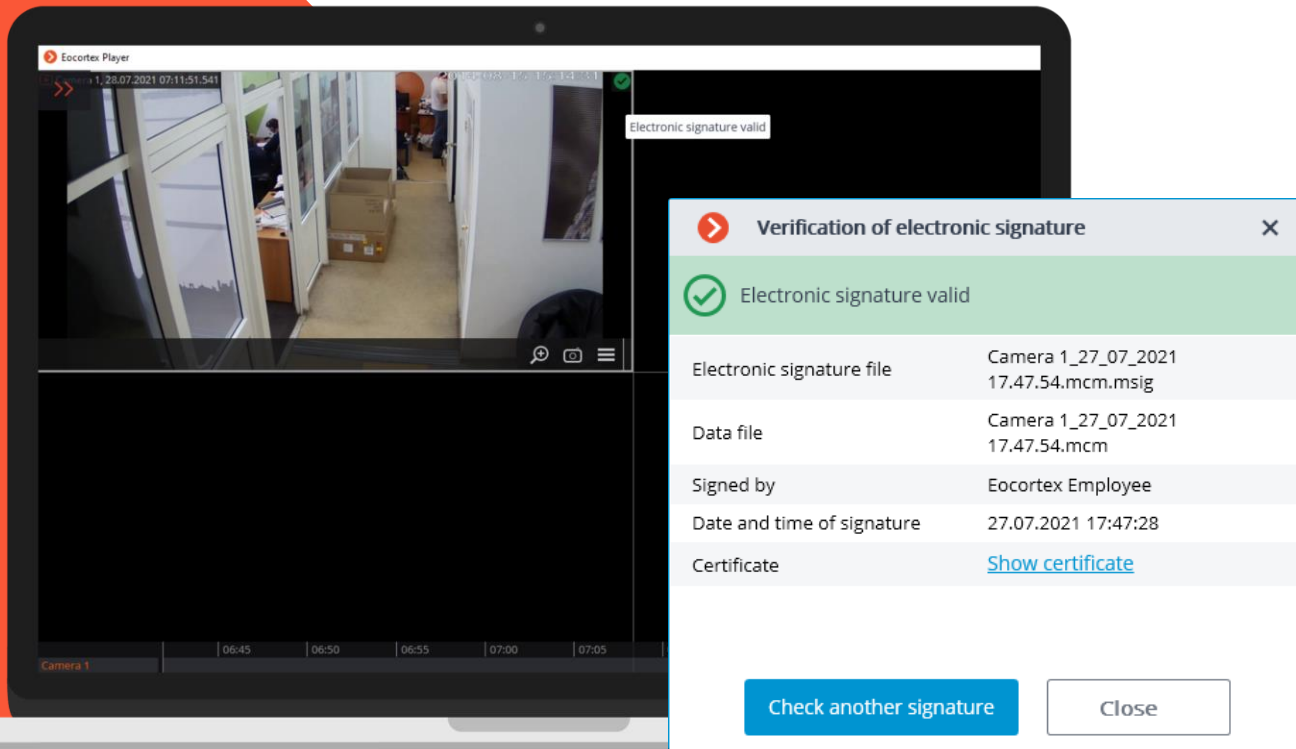 Eocortex Player
Camera 1, 28.07.2021 07:11:51.541
Electronic signature valid
06:45
06:50
06:55
07:00
07:05
Camera 1
Verification of electronic signature
Electronic signature valid
Electronic signature file
Camera 1_27_07_2021
17.47.54.mcm.msig
Data file
Camera 1_27_07_2021
17.47.54.mcm
Signed by
Eocortex Employee
Date and time of signature
27.07.2021 17:47:28
Certificate
Show certificate
Check another signature
Close